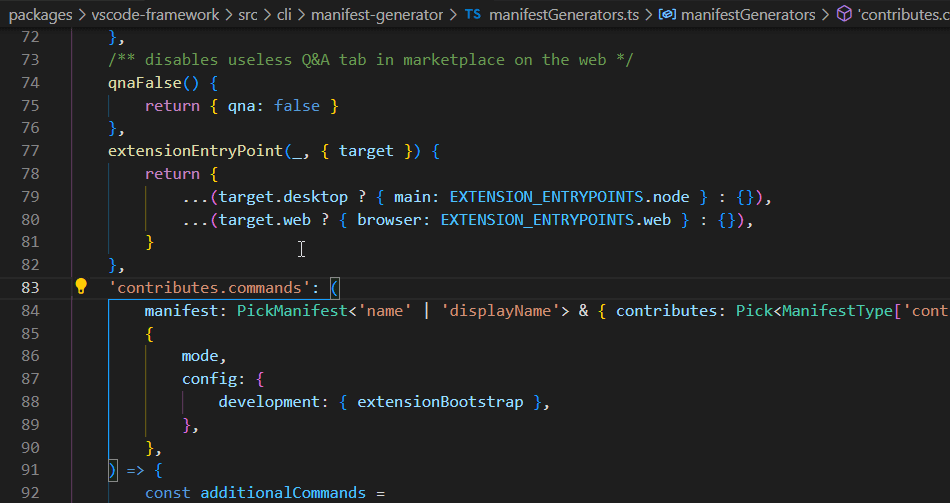 packages > vscode-framework > src > cli > manifest-generator > TS manifestGenerators.ts > manifestGenerators > 'contributes.c
72 },
73 /** disables useless Q&A tab in marketplace on the web */
74 qnaFalse() {
75 return { qna: false }
76 },
77 extensionEntryPoint(_, { target }) {
78 return {
79 ...(target.desktop ? { main: EXTENSION_ENTRYPOINTS.node } : {}),
80 ...(target.web ? { browser: EXTENSION_ENTRYPOINTS.web } : {}),
81 }
82 },
83 'contributes.commands': (
84 manifest: PickManifest<'name' | 'displayName'> & { contributes: Pick<ManifestType['cont
85 {
86 mode,
87 config: {
88 development: { extensionBootstrap },
89 },
90 },
91 ) => {
92 const additionalCommands =